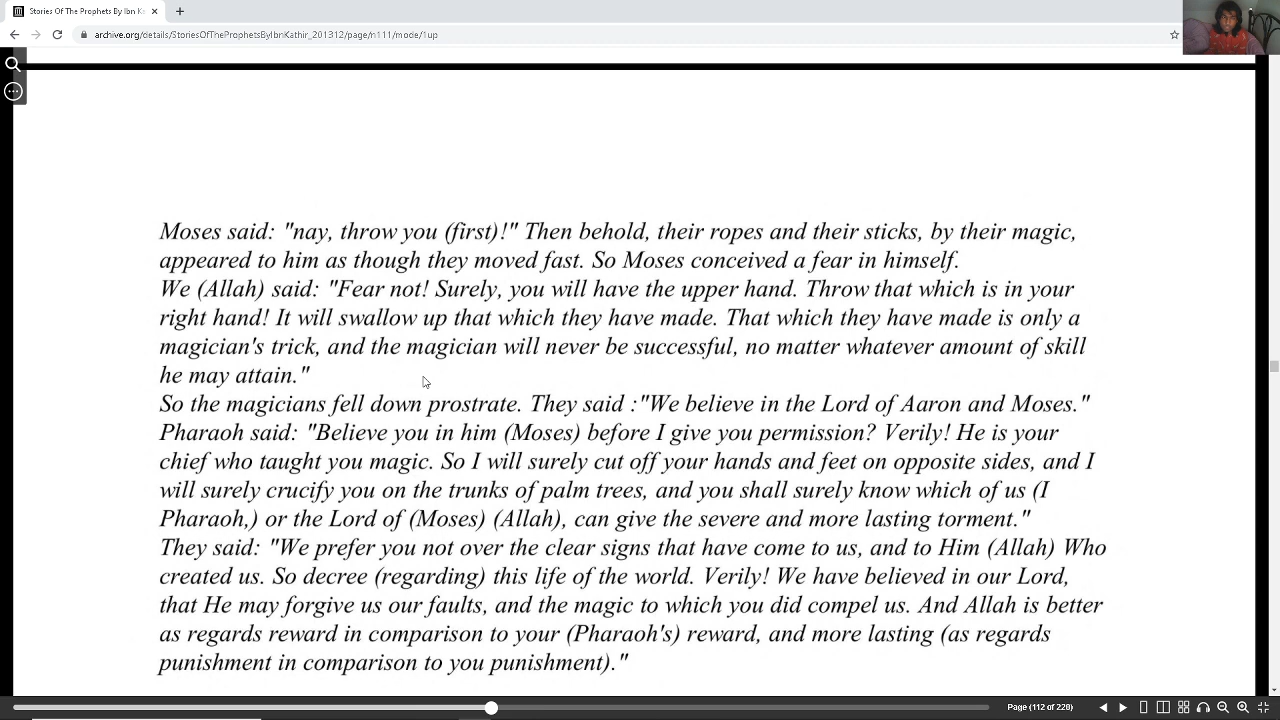 Stories Of The Prophets By Ibn Ka
archive.org/details/StoriesOfTheProphetsByIbnKathir_201312/page/n111/mode/1up
Moses said: "nay, throw you (first)!" Then behold, their ropes and their sticks, by their magic,
appeared to him as though they moved fast. So Moses conceived a fear in himself.
We (Allah) said: "Fear not! Surely, you will have the upper hand. Throw that which is in your
right hand! It will swallow up that which they have made. That which they have made is only a
magician's trick, and the magician will never be successful, no matter whatever amount of skill
he may attain."
So the magicians fell down prostrate. They said :"We believe in the Lord of Aaron and Moses."
Pharaoh said: "Believe you in him (Moses) before I give you permission? Verily! He is your
chief who taught you magic. So I will surely cut off your hands and feet on opposite sides, and I
will surely crucify you on the trunks of palm trees, and you shall surely know which of us (I
Pharaoh,) or the Lord of (Moses) (Allah), can give the severe and more lasting torment."
They said: "We prefer you not over the clear signs that have come to us, and to Him (Allah) Who
created us. So decree (regarding) this life of the world. Verily! We have believed in our Lord,
that He may forgive us our faults, and the magic to which you did compel us. And Allah is better
as regards reward in comparison to your (Pharaoh's) reward, and more lasting (as regards
punishment in comparison to you punishment)."
Page (112 of 220)